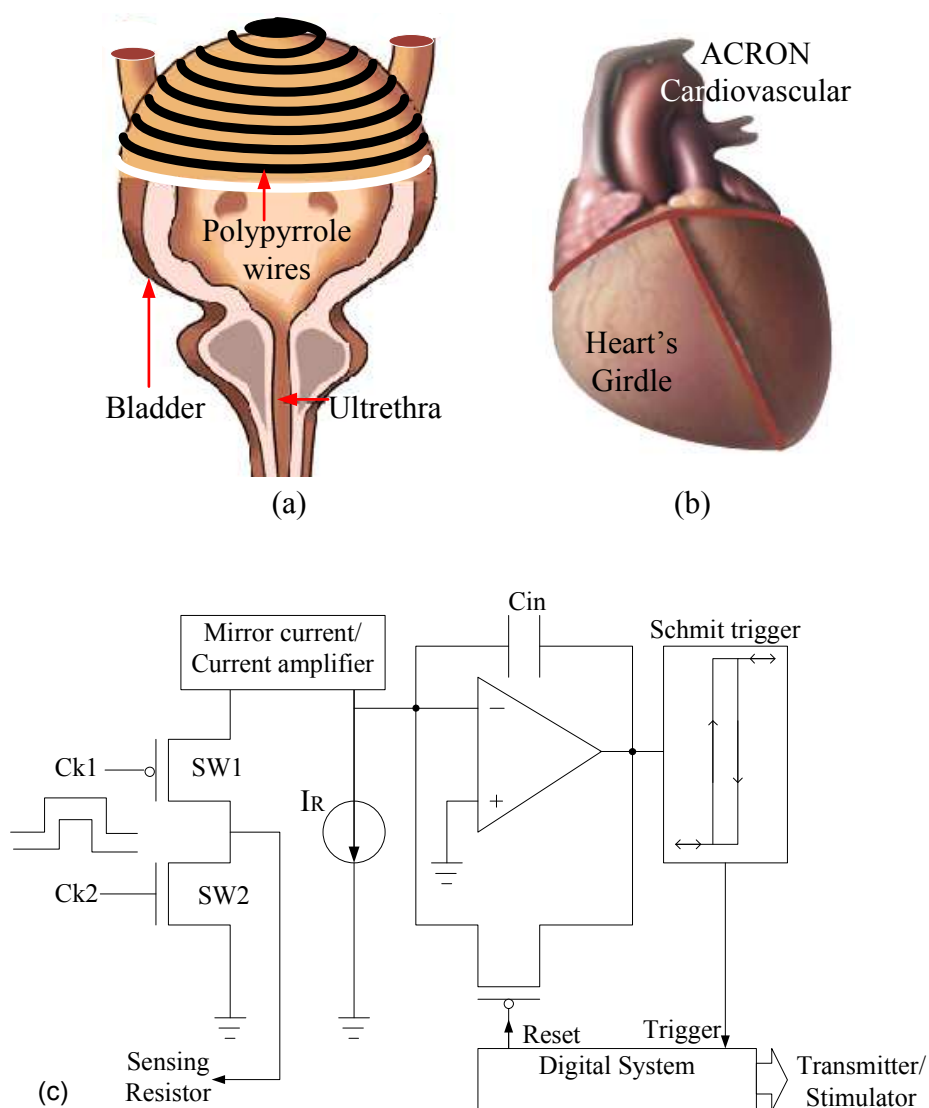 ACRON
Cardiovascular
Polypyrrole
wires
Heart's
Girdle
Bladder
Ultrethra
(a)
(b)
Cin
Mirror current/
Current amplifier
Schmit trigger
Ck1
SW1
−
IR
+
Ck2
SW2
Reset
Trigger
Sensing
Resistor
Digital System
Transmitter/
Stimulator
(c)